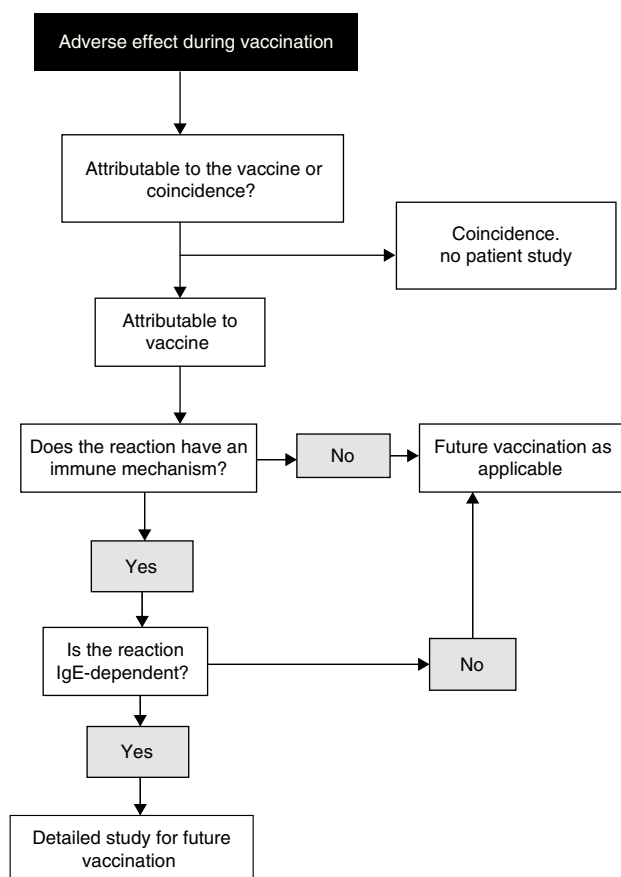 Adverse effect during vaccination
Attributable to the vaccine or
coincidence?
Coincidence.
no patient study
Attributable to
vaccine
Does the reaction have an
immune mechanism?
No
Future vaccination as
applicable
Yes
Is the reaction
IgE-dependent?
No
Yes
Detailed study for future
vaccination